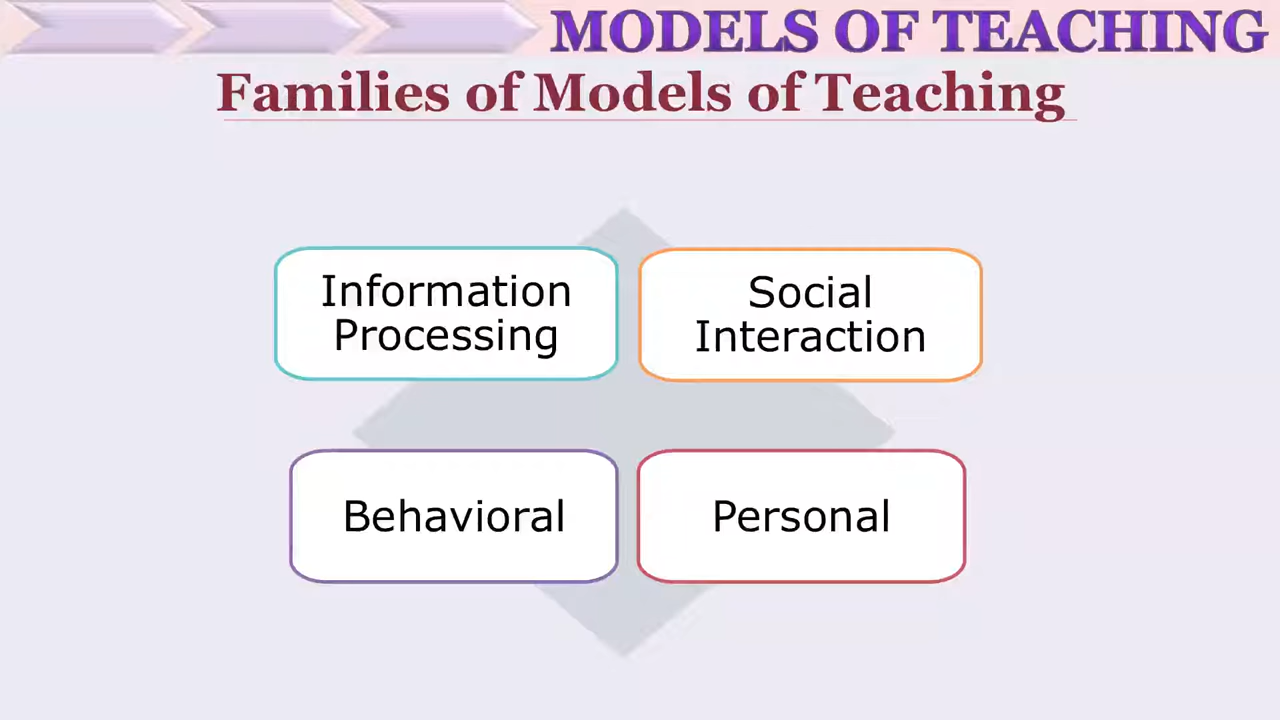 MODELS OF TEACHING
Families of Models of Teaching
Information
Processing
Social
Interaction
Behavioral
Personal